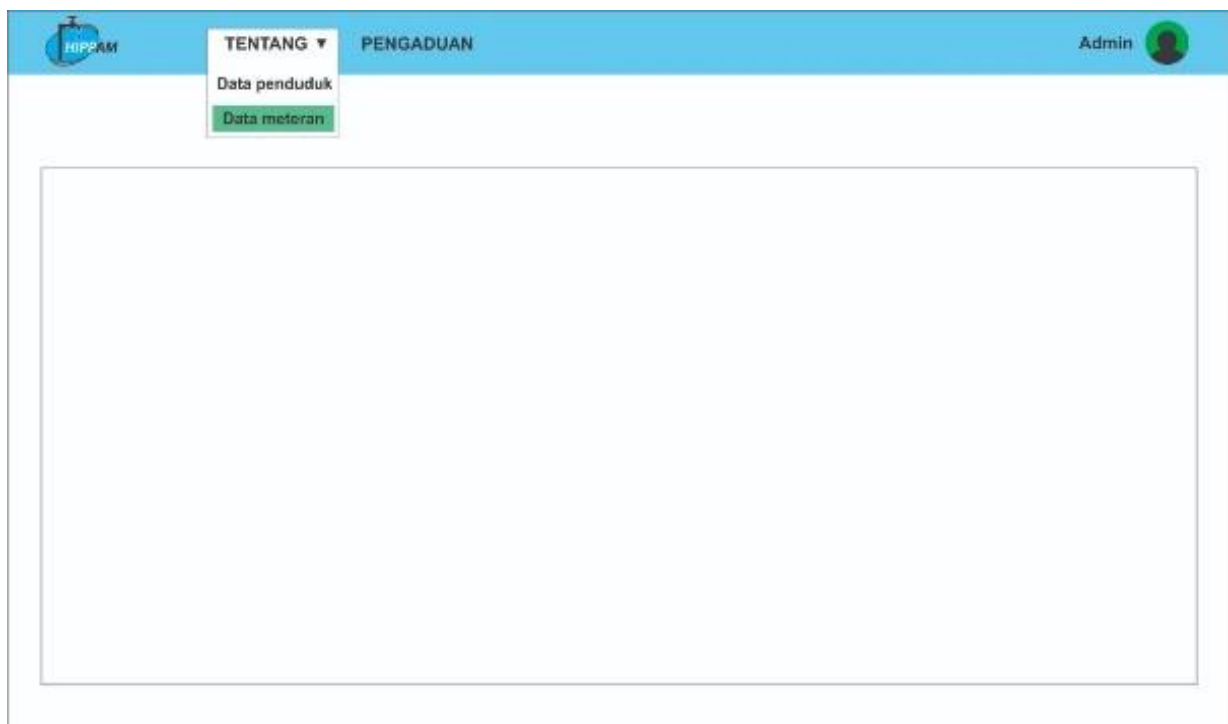 HIPPAM
TENTANG ▼
PENGADUAN
Admin
Data penduduk
Data meteran